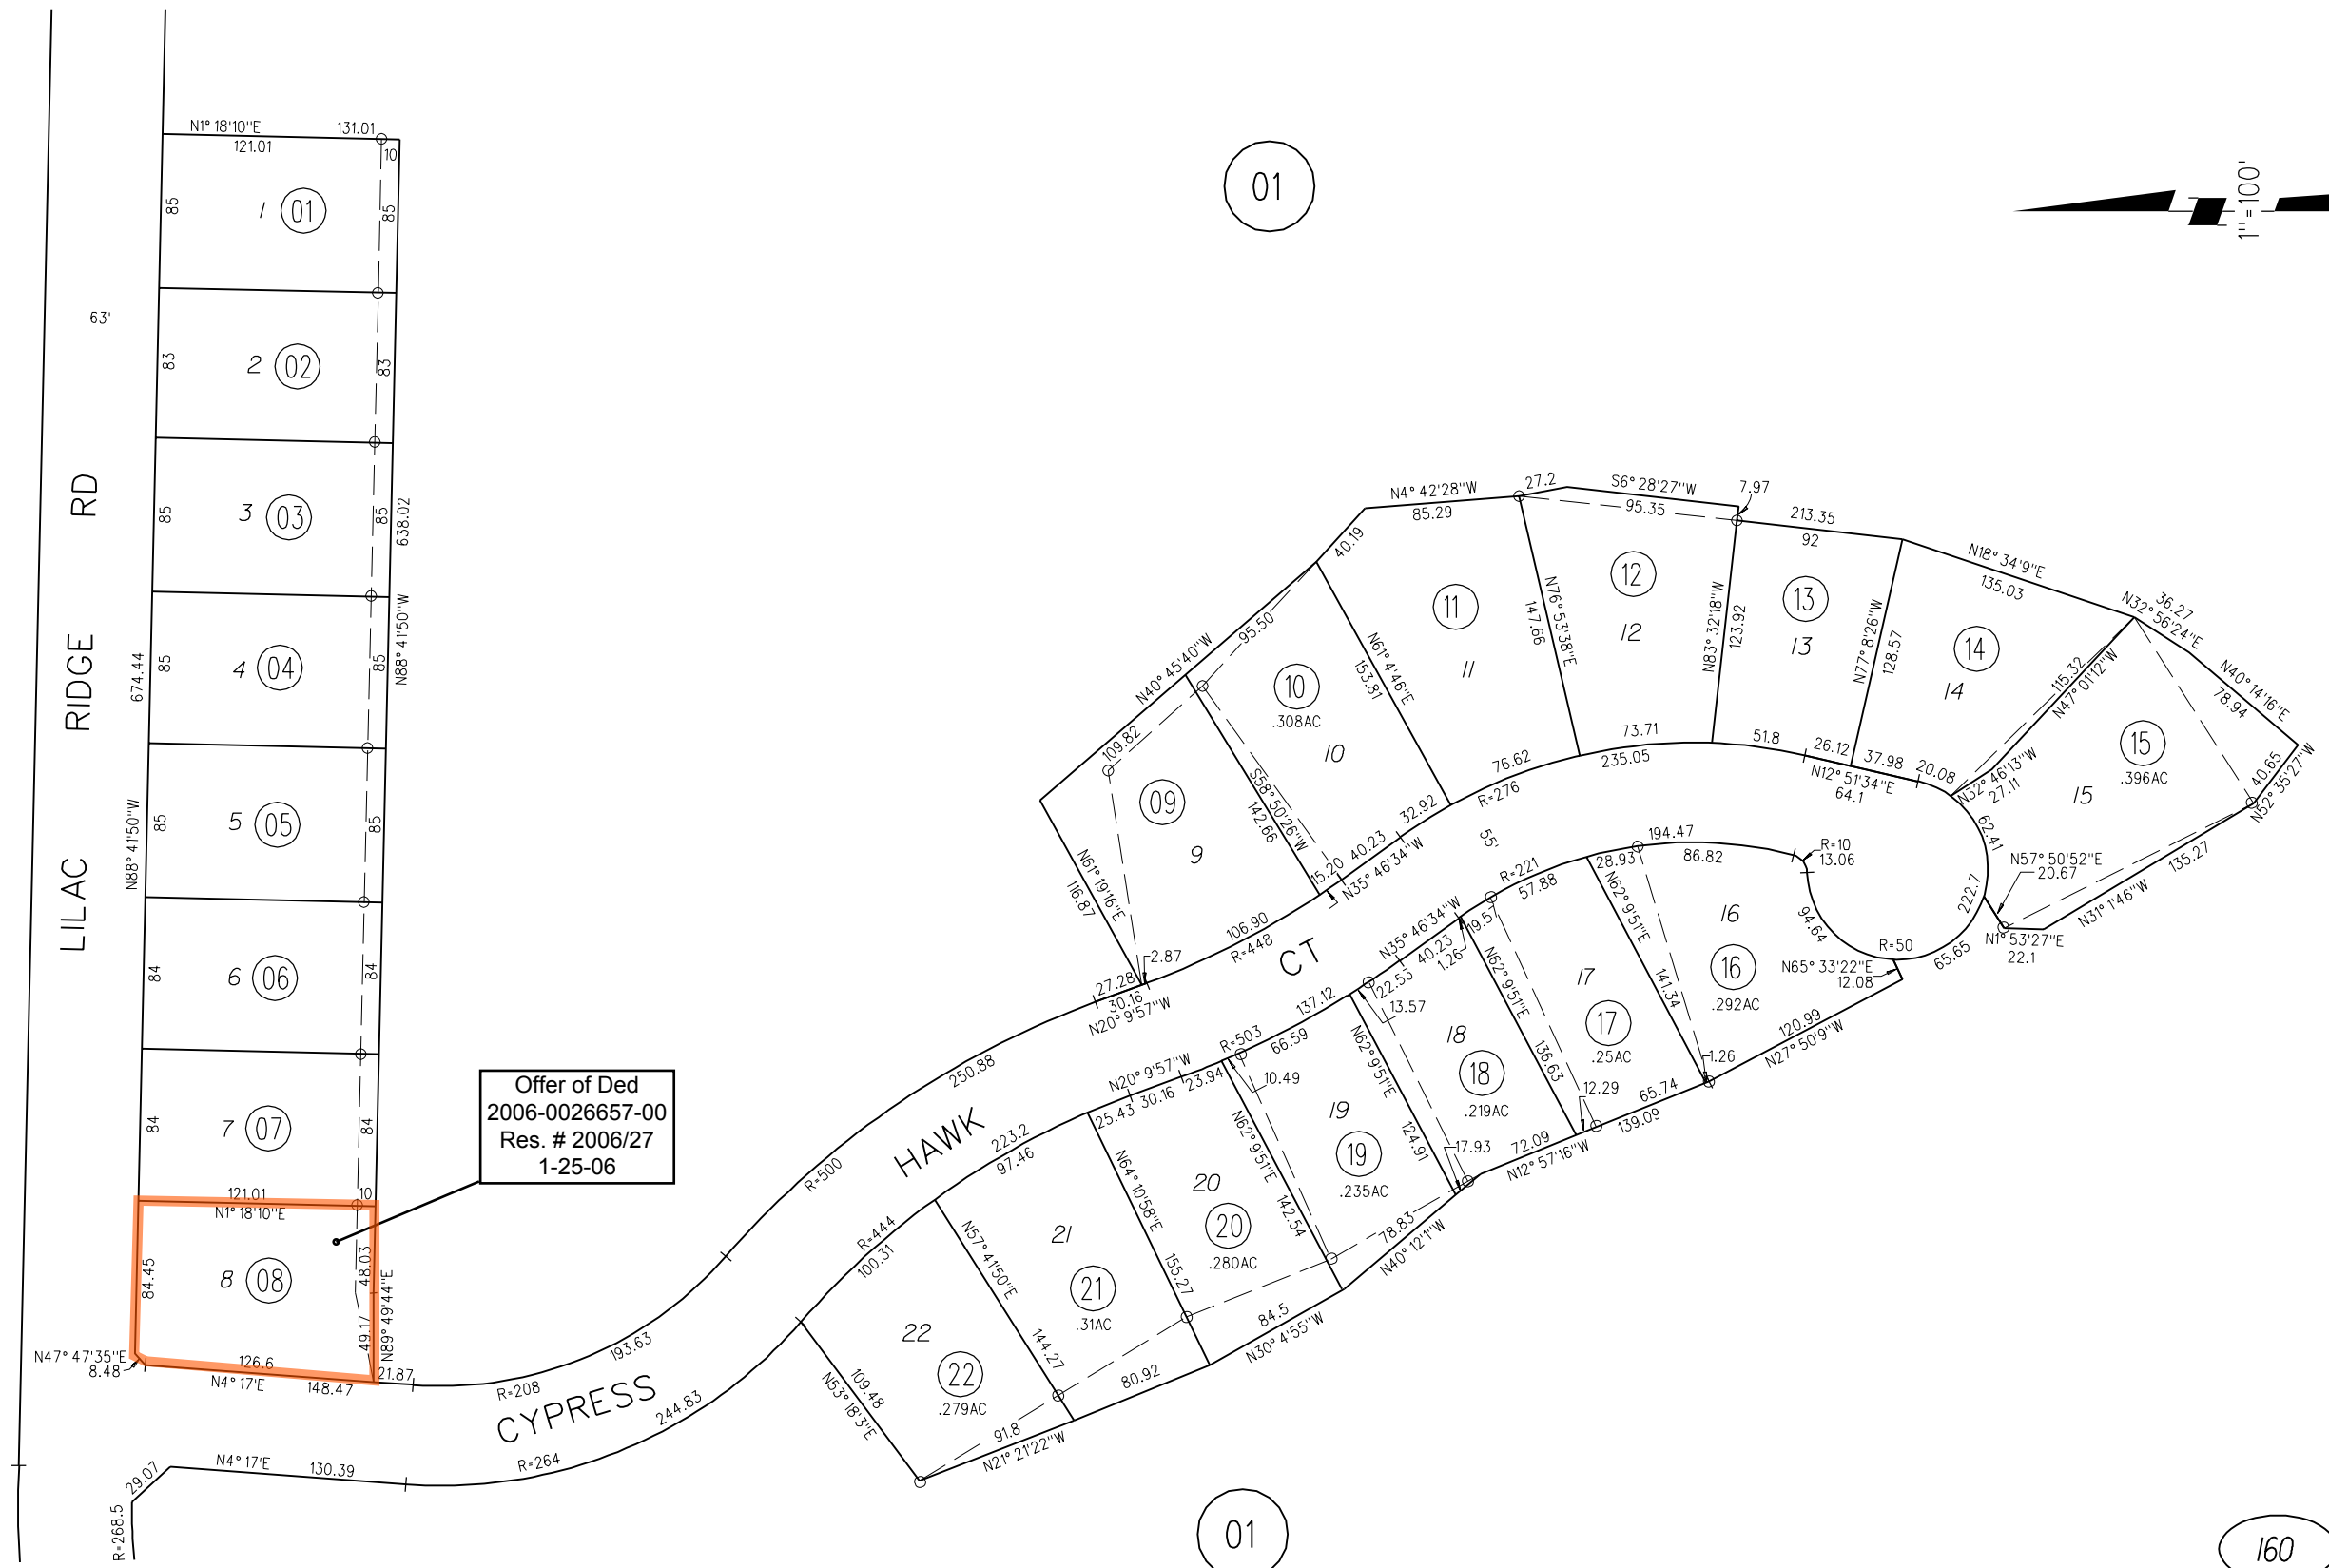 N1° 18'10"E
131.01
121.01
10
85
1
01
85
63'
83
2
02
83
85
3
03
85
638.02
N88° 41'50"W
674.44
85
4
04
85
N88° 41'50"W
85
5
05
85
84
6
06
84
84
7
07
84
LILAC RIDGE RD
121.01
10
N1° 18'10"E
84.45
8
08
48.03
49.17
N89° 49'44"E
N47° 47'35"E
8.48
126.6
N4° 17'E
148.47
21.87
Offer of Ded
2006-0026657-00
Res. # 2006/27
1-25-06
29.07
R=268.5
N4° 17'E
130.39
R=208
193.63
R=264
244.83
CYPRESS HAWK CT
R=500
250.88
01
1"=100'
N40° 45'40"W
109.82
95.50
09
9
N61° 19'16"E
116.87
27.28
30.16
N20° 9'57"W
2.87
106.90
R=448
S58° 50'26"W
142.66
10
.308AC
10
15.20
40.23
N35° 46'34"W
32.92
40.19
N4° 42'28"W
85.29
N61° 4'46"E
153.81
11
11
76.62
R=276
235.05
27.2
S6° 28'27"W
95.35
7.97
N76° 53'38"E
147.66
12
12
73.71
N83° 32'18"W
123.92
213.35
92
13
13
51.8
26.12
N77° 8'26"W
128.57
N18° 34'9"E
135.03
14
14
37.98
N12° 51'34"E
64.1
20.08
36.27
N32° 56'24"E
115.32
N47° 01'12"W
N32° 46'13"W
27.11
N40° 14'16"E
78.94
15
.396AC
15
40.65
N52° 35'27"W
62.41
222.7
N57° 50'52"E
20.67
135.27
N31° 1'46"W
N1° 53'27"E
22.1
65.65
R=50
94.64
R=10
13.06
55'
194.47
86.82
28.93
R=221
57.88
19.57
16
16
.292AC
N65° 33'22"E
12.08
120.99
N27° 50'9"W
N62° 9'51"E
141.34
1.26
17
17
.25AC
65.74
139.09
12.29
N62° 9'51"E
136.63
N35° 46'34"W
40.23
1.26
22.53
13.57
18
18
.219AC
72.09
N12° 57'16"W
17.93
N62° 9'51"E
124.91
137.12
R=503
66.59
10.49
19
19
.235AC
78.83
N40° 12'1"W
N62° 9'51"E
142.54
N20° 9'57"W
30.16
23.94
25.43
20
20
.280AC
84.5
N30° 4'55"W
N64° 10'58"E
155.27
223.2
97.46
21
21
.31AC
80.92
N57° 41'50"E
144.27
R=444
100.31
22
22
.279AC
91.8
N21° 21'22"W
109.48
N53° 18'3"E
01
160